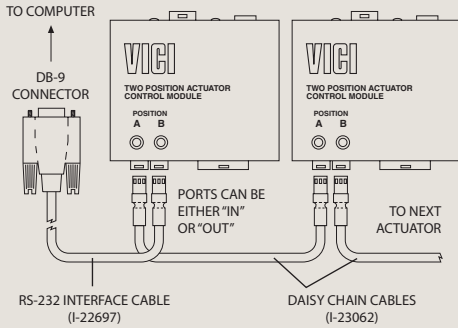 TO COMPUTER
DB-9
CONNECTOR
VICI
TWO POSITION ACTUATOR
CONTROL MODULE
POSITION
A B
VICI
TWO POSITION ACTUATOR
CONTROL MODULE
POSITION
A B
PORTS CAN BE
EITHER "IN"
OR "OUT"
TO NEXT
ACTUATOR
RS-232 INTERFACE CABLE
(I-22697)
DAISY CHAIN CABLES
(I-23062)